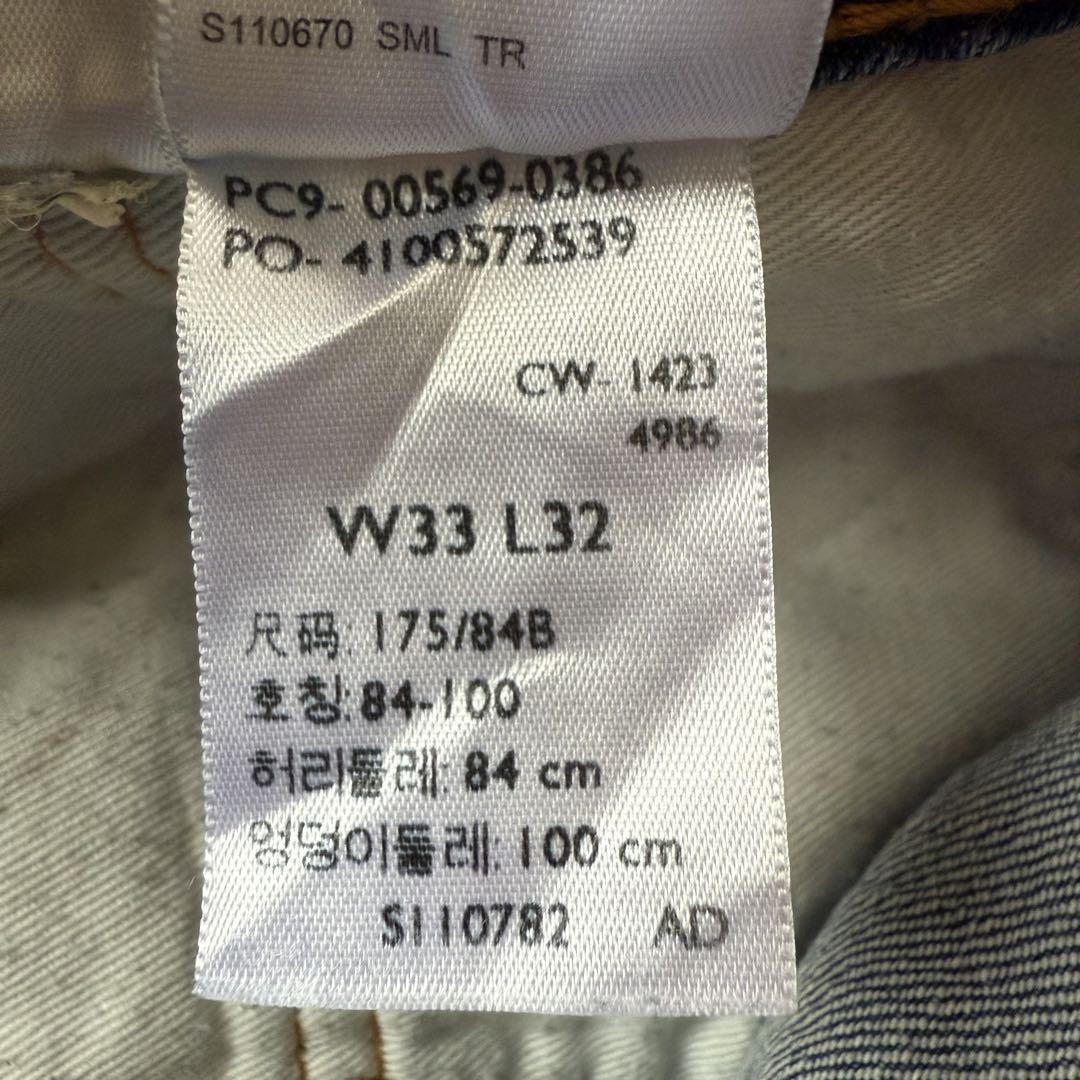 S110670 SML TR
PC9- 00569-0386
PO- 4100572539
CW- 1423
4986
W33 L32
尺码: 175/84B
호칭: 84-100
허리둘레: 84 cm
엉덩이둘레: 100 cm
S110782 AD